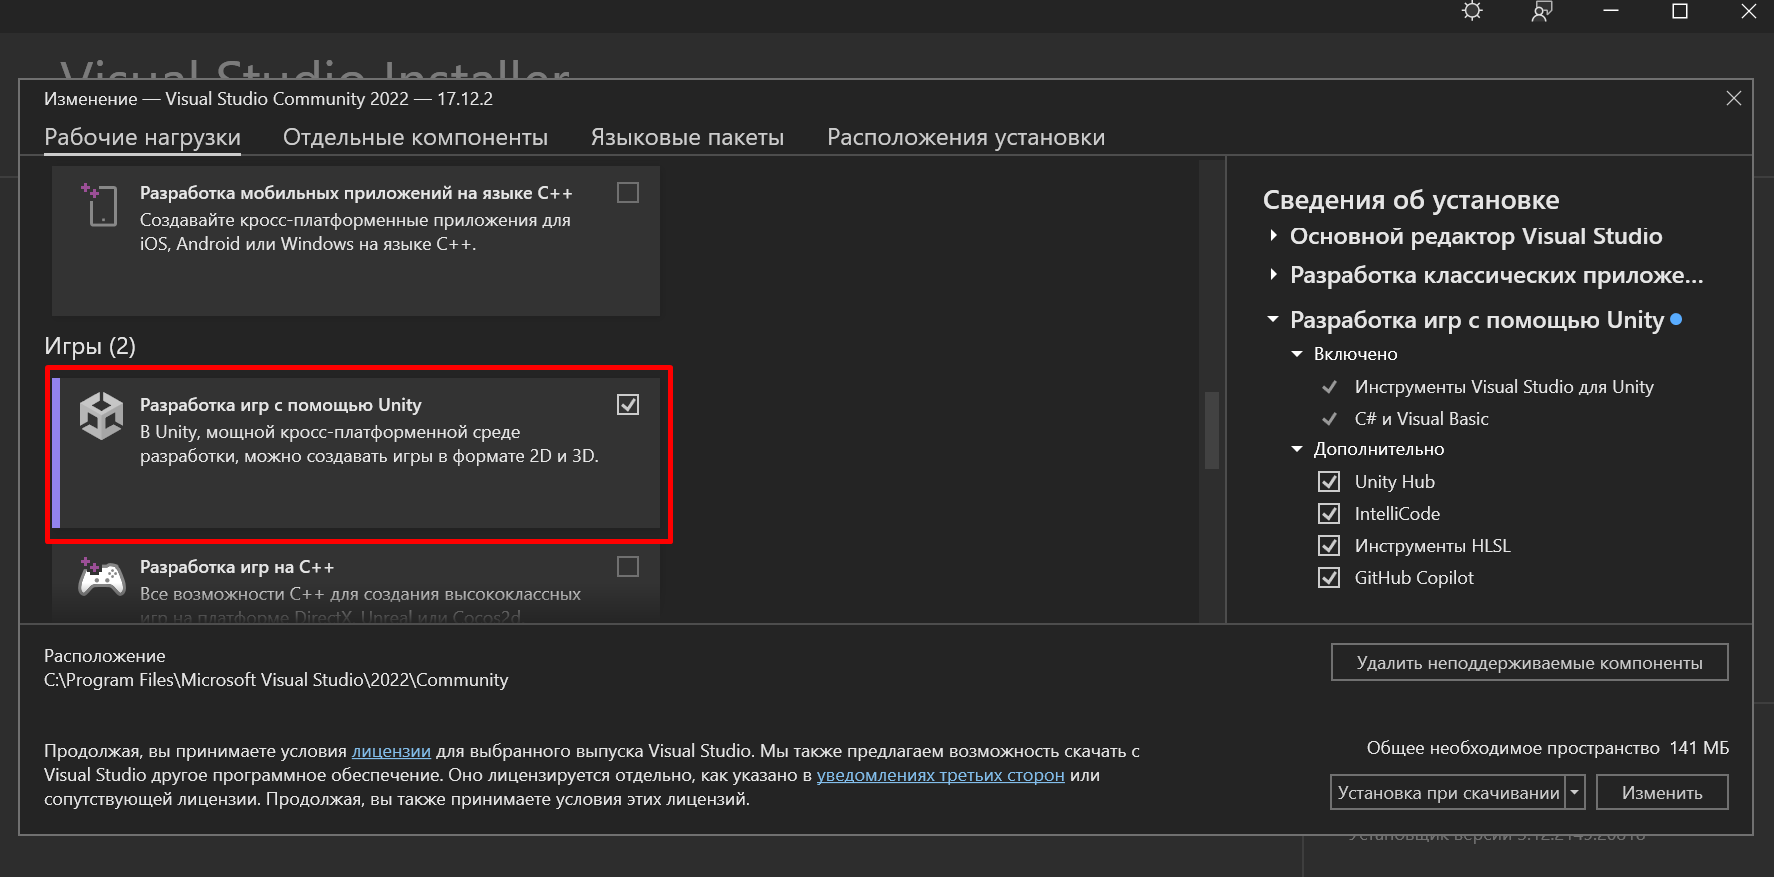 Visual Studio Installer
Изменение — Visual Studio Community 2022 — 17.12.2
Рабочие нагрузки
Отдельные компоненты
Языковые пакеты
Расположения установки
Разработка мобильных приложений на языке C++
Создавайте кросс-платформенные приложения для
iOS, Android или Windows на языке C++.
Игры (2)
Разработка игр с помощью Unity
В Unity, мощной кросс-платформенной среде
разработки, можно создавать игры в формате 2D и 3D.
Разработка игр на C++
Все возможности C++ для создания высококлассных
игр на платформе DirectX, Unreal или Cocos2d.
Сведения об установке
Основной редактор Visual Studio
Разработка классических приложе...
Разработка игр с помощью Unity
Включено
Инструменты Visual Studio для Unity
C# и Visual Basic
Дополнительно
Unity Hub
IntelliCode
Инструменты HLSL
GitHub Copilot
Расположение
C:\Program Files\Microsoft Visual Studio\2022\Community
Удалить неподдерживаемые компоненты
Продолжая, вы принимаете условия лицензии для выбранного выпуска Visual Studio. Мы также предлагаем возможность скачать с
Visual Studio другое программное обеспечение. Оно лицензируется отдельно, как указано в уведомлениях третьих сторон или
сопутствующей лицензии. Продолжая, вы также принимаете условия этих лицензий.
Общее необходимое пространство 141 МБ
Установка при скачивании
Изменить
Установщик версии